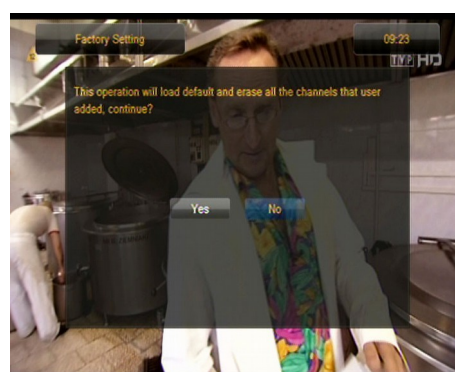 Factory Setting
09:23
TVP HD
This operation will load default and erase all the channels that user
added, continue?
Yes
No